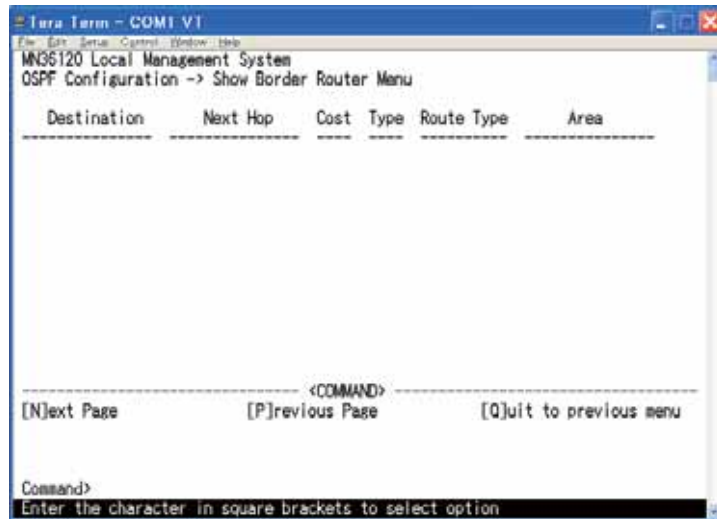 Tera Term - COM1 VT
File Edit Setup Control Window Help
MN36120 Local Management System
OSPF Configuration -> Show Border Router Menu
Destination Next Hop Cost Type Route Type Area
--------------- --------------- ---- ---- ---------- ---------------
-------------------------------- <COMMAND> -----------------------------------
[N]ext Page [P]revious Page [Q]uit to previous menu
Command>
Enter the character in square brackets to select option